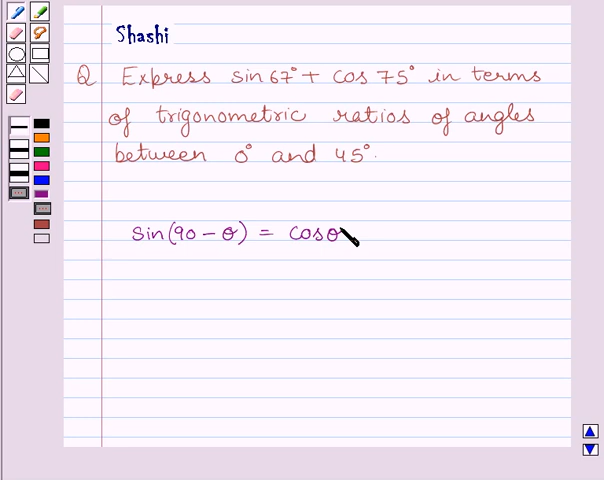 Shashi
Q Express sin 67° + cos 75° in terms
of trigonometric ratios of angles
between 0° and 45°.
sin(90 - θ) = cosθ